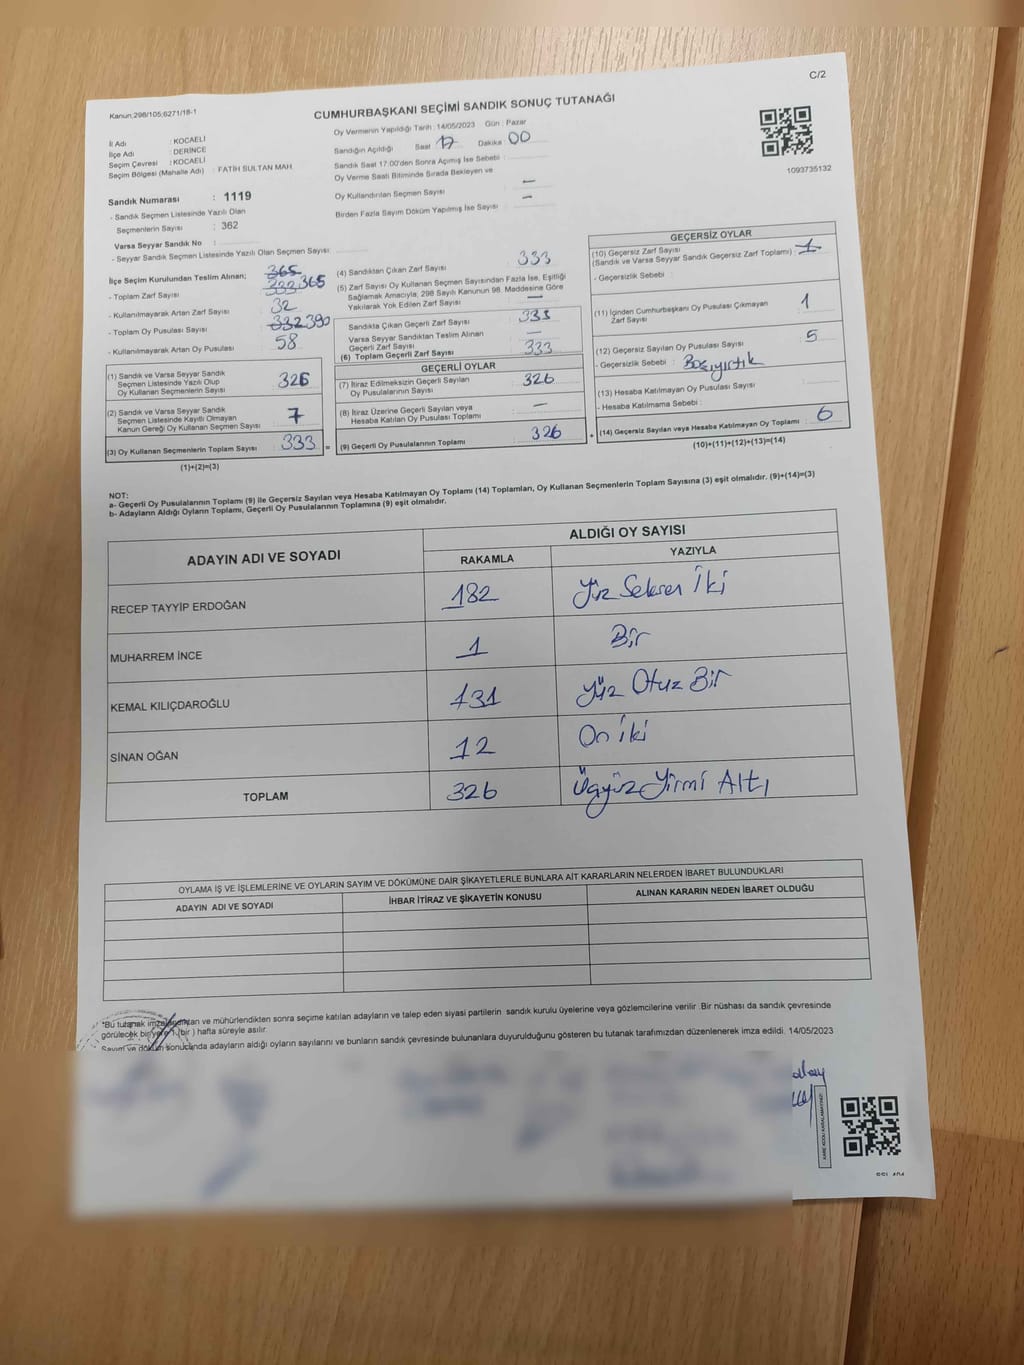 C/2
Kanun;298/105;6271/18-1
CUMHURBAŞKANI SEÇİMİ SANDIK SONUÇ TUTANAĞI
İl Adı : KOCAELİ
İlçe Adı : DERİNCE
Seçim Çevresi : KOCAELİ
Seçim Bölgesi (Mahalle Adı) : FATİH SULTAN MAH.
Oy Vermenin Yapıldığı Tarih : 14/05/2023 Gün : Pazar
Sandığın Açıldığı Saat 17 Dakika 00
Sandık Saat 17:00'den Sonra Açımış İse Sebebi :
Oy Verme Saati Bitiminde Sırada Bekleyen ve
Oy Kullandırılan Seçmen Sayısı —
Birden Fazla Sayım Döküm Yapılmış İse Sayısı —
1093735132
Sandık Numarası : 1119
- Sandık Seçmen Listesinde Yazılı Olan
Seçmenlerin Sayısı : 362
Varsa Seyyar Sandık No :
- Seyyar Sandık Seçmen Listesinde Yazılı Olan Seçmen Sayısı:
İlçe Seçim Kurulundan Teslim Alınan; 365
- Toplam Zarf Sayısı 333 365
- Kullanılmayarak Artan Zarf Sayısı 32
- Toplam Oy Pusulası Sayısı 332 390
- Kullanılmayarak Artan Oy Pusulası 58
(1) Sandık ve Varsa Seyyar Sandık
Seçmen Listesinde Yazılı Olup
Oy Kullanan Seçmenlerin Sayısı 326
(2) Sandık ve Varsa Seyyar Sandık
Seçmen Listesinde Kayıtlı Olmayan
Kanun Gereği Oy Kullanan Seçmen Sayısı 7
(3) Oy Kullanan Seçmenlerin Toplam Sayısı : 333 =
(1)+(2)=(3)
(4) Sandıktan Çıkan Zarf Sayısı 333
(5) Zarf Sayısı Oy Kullanan Seçmen Sayısından Fazla İse, Eşitliği
Sağlamak Amacıyla; 298 Sayılı Kanunun 98. Maddesine Göre
Yakılarak Yok Edilen Zarf Sayısı —
Sandıkta Çıkan Geçerli Zarf Sayısı : 333
Varsa Seyyar Sandıktan Teslim Alınan
Geçerli Zarf Sayısı —
(6) Toplam Geçerli Zarf Sayısı 333
GEÇERLİ OYLAR
(7) İtiraz Edilmeksizin Geçerli Sayılan
Oy Pusulalarının Sayısı 326
(8) İtiraz Üzerine Geçerli Sayılan veya
Hesaba Katılan Oy Pusulası Toplamı —
(9) Geçerli Oy Pusulalarının Toplamı : 326 +
GEÇERSİZ OYLAR
(10) Geçersiz Zarf Sayısı
(Sandık ve Varsa Seyyar Sandık Geçersiz Zarf Toplamı) : 1
- Geçersizlik Sebebi :
(11) İçinden Cumhurbaşkanı Oy Pusulası Çıkmayan
Zarf Sayısı 1
(12) Geçersiz Sayılan Oy Pusulası Sayısı 5
- Geçersizlik Sebebi : Boş,yırtık
(13) Hesaba Katılmayan Oy Pusulası Sayısı :
- Hesaba Katılmama Sebebi :
(14) Geçersiz Sayılan veya Hesaba Katılmayan Oy Toplamı : 6
(10)+(11)+(12)+(13)=(14)
NOT:
a- Geçerli Oy Pusulalarının Toplamı (9) ile Geçersiz Sayılan veya Hesaba Katılmayan Oy Toplamı (14) Toplamları, Oy Kullanan Seçmenlerin Toplam Sayısına (3) eşit olmalıdır. (9)+(14)=(3)
b- Adayların Aldığı Oyların Toplamı, Geçerli Oy Pusulalarının Toplamına (9) eşit olmalıdır.
ADAYIN ADI VE SOYADI
ALDIĞI OY SAYISI
RAKAMLA YAZIYLA
RECEP TAYYİP ERDOĞAN 182 Yüz Seksen İki
MUHARREM İNCE 1 Bir
KEMAL KILIÇDAROĞLU 131 Yüz Otuz Bir
SİNAN OĞAN 12 On iki
TOPLAM 326 Üçyüz Yirmi Altı
OYLAMA İŞ VE İŞLEMLERİNE VE OYLARIN SAYIM VE DÖKÜMÜNE DAİR ŞİKAYETLERLE BUNLARA AİT KARARLARIN NELERDEN İBARET BULUNDUKLARI
ADAYIN ADI VE SOYADI İHBAR İTİRAZ VE ŞİKAYETİN KONUSU ALINAN KARARIN NEDEN İBARET OLDUĞU
*Bu tutanak imzalandıktan ve mühürlendikten sonra seçime katılan adayların ve talep eden siyasi partilerin sandık kurulu üyelerine veya gözlemcilerine verilir .Bir nüshası da sandık çevresinde
görülecek bir yere 1 (bir ) hafta süreyle asılır.
Sayım ve döküm sonucunda adayların aldığı oyların sayılarını ve bunların sandık çevresinde bulunanlara duyurulduğunu gösteren bu tutanak tarafımızdan düzenlenerek imza edildi. 14/05/2023
KARE KODU KARALAMAYINIZ!